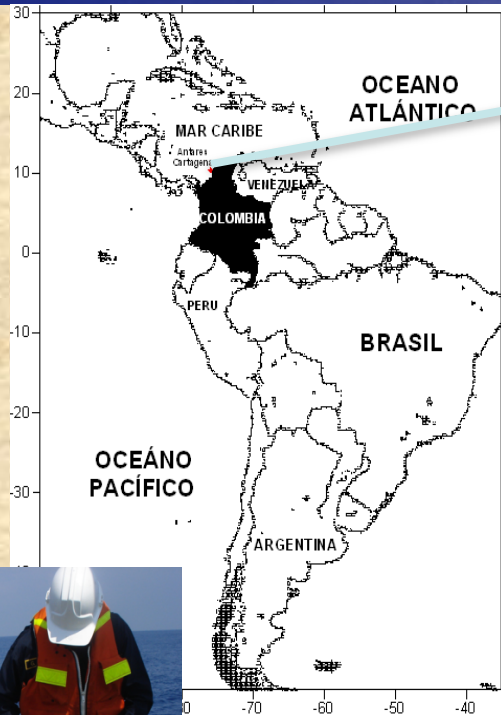 30
OCEANO
20
ATLÁNTICO
MAR CARIBE
Antares
Cartagena
10
VENEZUELA
COLOMBIA
0
PERU
-10
BRASIL
-20
OCEÁNO
PACÍFICO
-30
ARGENTINA
-70 -60 -50 -40